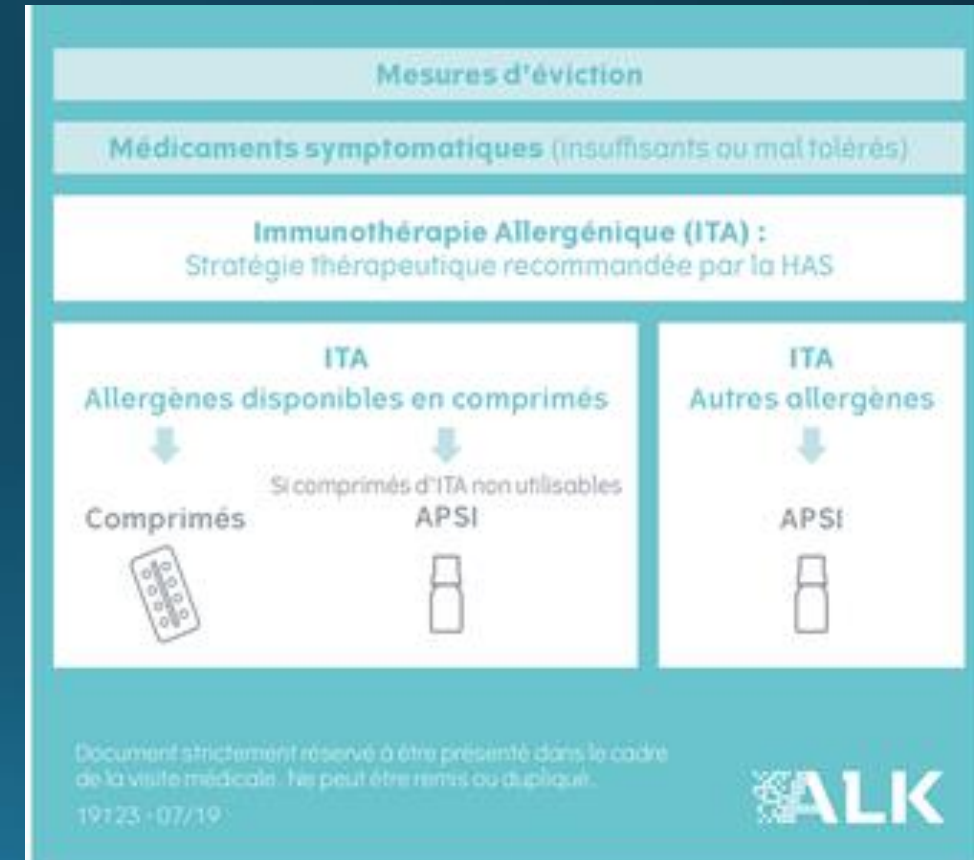 Mesures d'éviction
Médicaments symptomatiques (insuffisants ou mal tolérés)
Immunothérapie Allergénique (ITA) :
Stratégie thérapeutique recommandée par la HAS
ITA
Allergènes disponibles en comprimés
Si comprimés d'ITA non utilisables
Comprimés
APSI
ITA
Autres allergènes
APSI
Document strictement réservé à être présenté dans le cadre
de la visite médicale. Ne peut être remis ou dupliqué.
19123 - 07/19
ALK